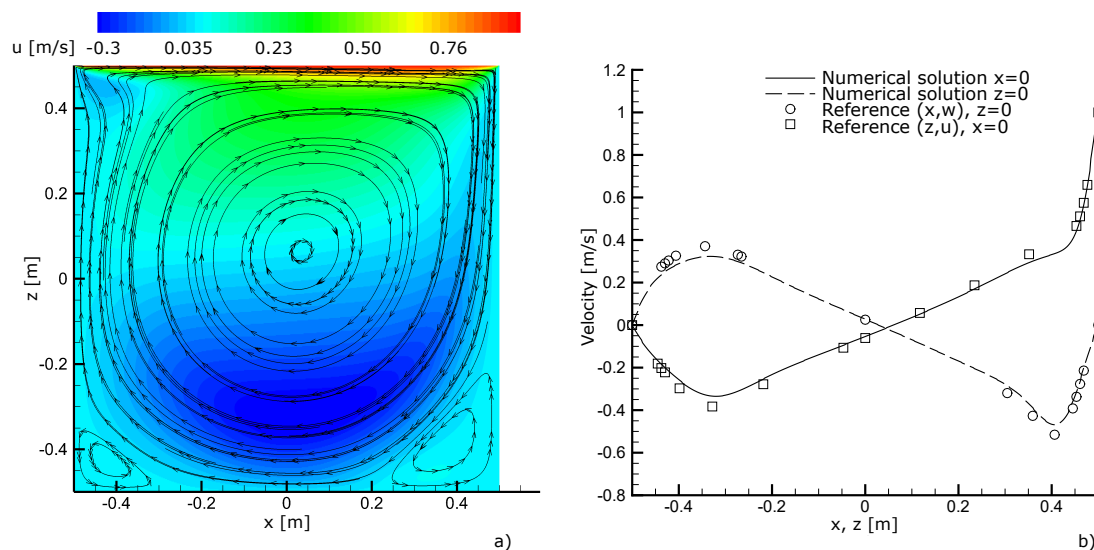 u [m/s] -0.3 0.035 0.23 0.50 0.76
z [m]
0.4
0.2
0
-0.2
-0.4
-0.4 -0.2 0 0.2 0.4
x [m]
a)
Velocity [m/s]
1.2
1
0.8
0.6
0.4
0.2
0
-0.2
-0.4
-0.6
-0.8
Numerical solution x=0
Numerical solution z=0
Reference (x,w), z=0
Reference (z,u), x=0
-0.4 -0.2 0 0.2 0.4
x, z [m]
b)